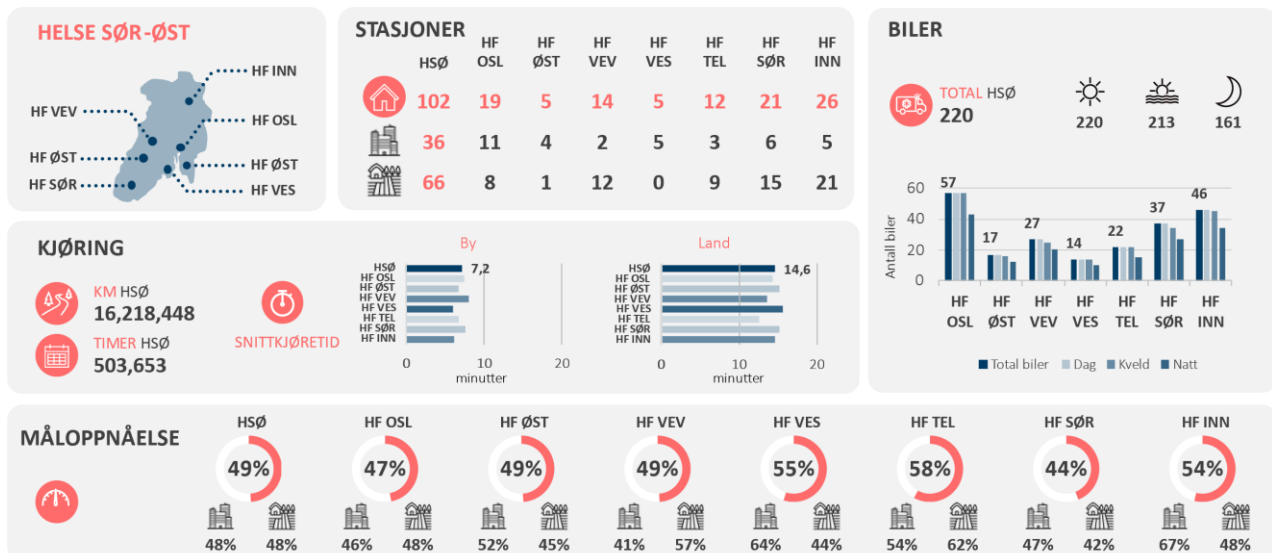 HELSE SØR-ØST
HF INN
HF VEV
HF OSL
HF ØST
HF ØST
HF SØR
HF VES
STASJONER
HSØ HF OSL HF ØST HF VEV HF VES HF TEL HF SØR HF INN
102 19 5 14 5 12 21 26
36 11 4 2 5 3 6 5
66 8 1 12 0 9 15 21
BILER
TOTAL HSØ
220
220 213 161
Antall biler
60
40
20
0
57 17 27 14 22 37 46
HF OSL HF ØST HF VEV HF VES HF TEL HF SØR HF INN
Total biler Dag Kveld Natt
KJØRING
KM HSØ
16,218,448
TIMER HSØ
503,653
SNITTKJØRETID
By
HSØ 7,2
HF OSL
HF ØST
HF VEV
HF VES
HF TEL
HF SØR
HF INN
0 10 20
minutter
Land
HSØ 14,6
HF OSL
HF ØST
HF VEV
HF VES
HF TEL
HF SØR
HF INN
0 10 20
minutter
MÅLOPPNÅELSE
HSØ HF OSL HF ØST HF VEV HF VES HF TEL HF SØR HF INN
49% 47% 49% 49% 55% 58% 44% 54%
48% 48% 46% 48% 52% 45% 41% 57% 64% 44% 54% 62% 47% 42% 67% 48%